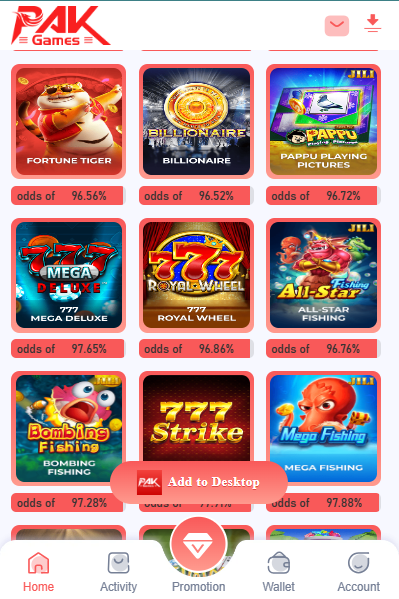 PAK
Games
FORTUNE TIGER
BILLIONAIRE
BILLIONAIRE
JILI
PAPPU
PAPPU PLAYING
PICTURES
odds of 96.56%
odds of 96.52%
odds of 96.72%
7-7-7
MEGA
DELUXE
777
MEGA DELUXE
777
ROYAL WHEEL
777
ROYAL WHEEL
JILI
Fishing
All-Star
ALL-STAR
FISHING
odds of 97.65%
odds of 96.86%
odds of 96.76%
JILI
Bombing
Fishing
BOMBING
FISHING
777
Strike
JILI
Mega Fishing
MEGA FISHING
PAK
Add to Desktop
odds of 97.28%
odds of
odds of 97.88%
Home
Activity
Promotion
Wallet
Account